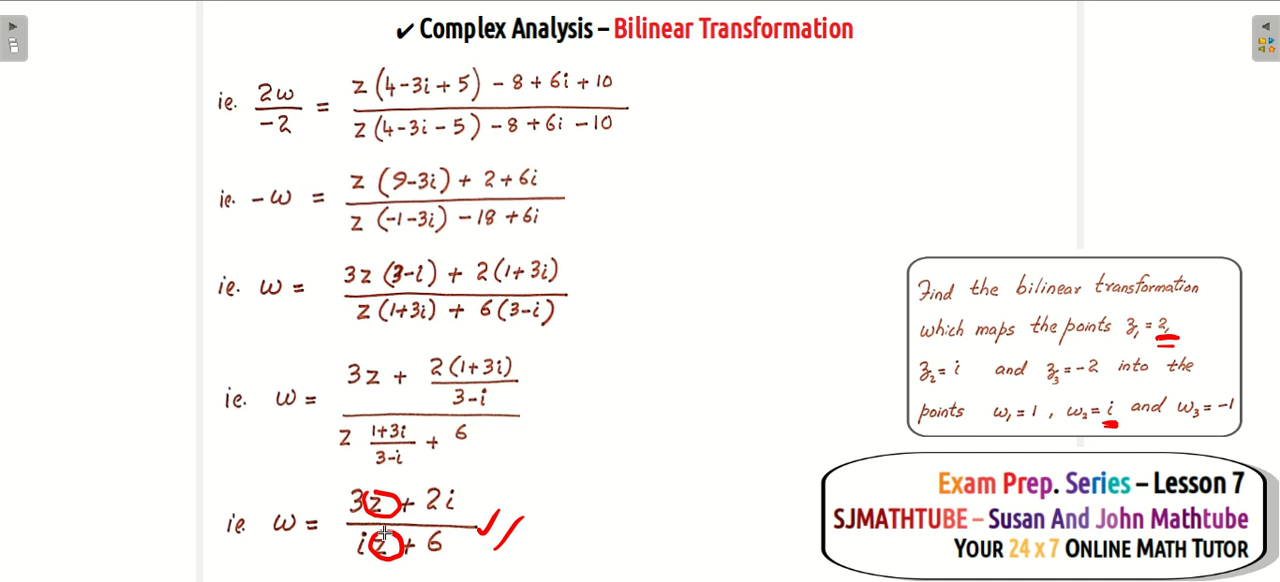 ✔ Complex Analysis – Bilinear Transformation
ie. 2ω/-2 = (z(4-3i+5) - 8 + 6i + 10)/(z(4-3i-5) - 8 + 6i - 10)
ie. -ω = (z(9-3i) + 2 + 6i)/(z(-1-3i) - 18 + 6i)
ie. ω = (3z(3-i) + 2(1+3i))/(z(1+3i) + 6(3-i))
ie. ω = (3z + 2(1+3i)/(3-i))/(z (1+3i)/(3-i) + 6)
ie ω = (3z + 2i)/(iz + 6)
Find the bilinear transformation
which maps the points z₁ = 2,
z₂ = i and z₃ = -2 into the
points ω₁ = 1, ω₂ = i and ω₃ = -1
Exam Prep. Series – Lesson 7
SJMATHTUBE – Susan And John Mathtube
YOUR 24 x 7 ONLINE MATH TUTOR